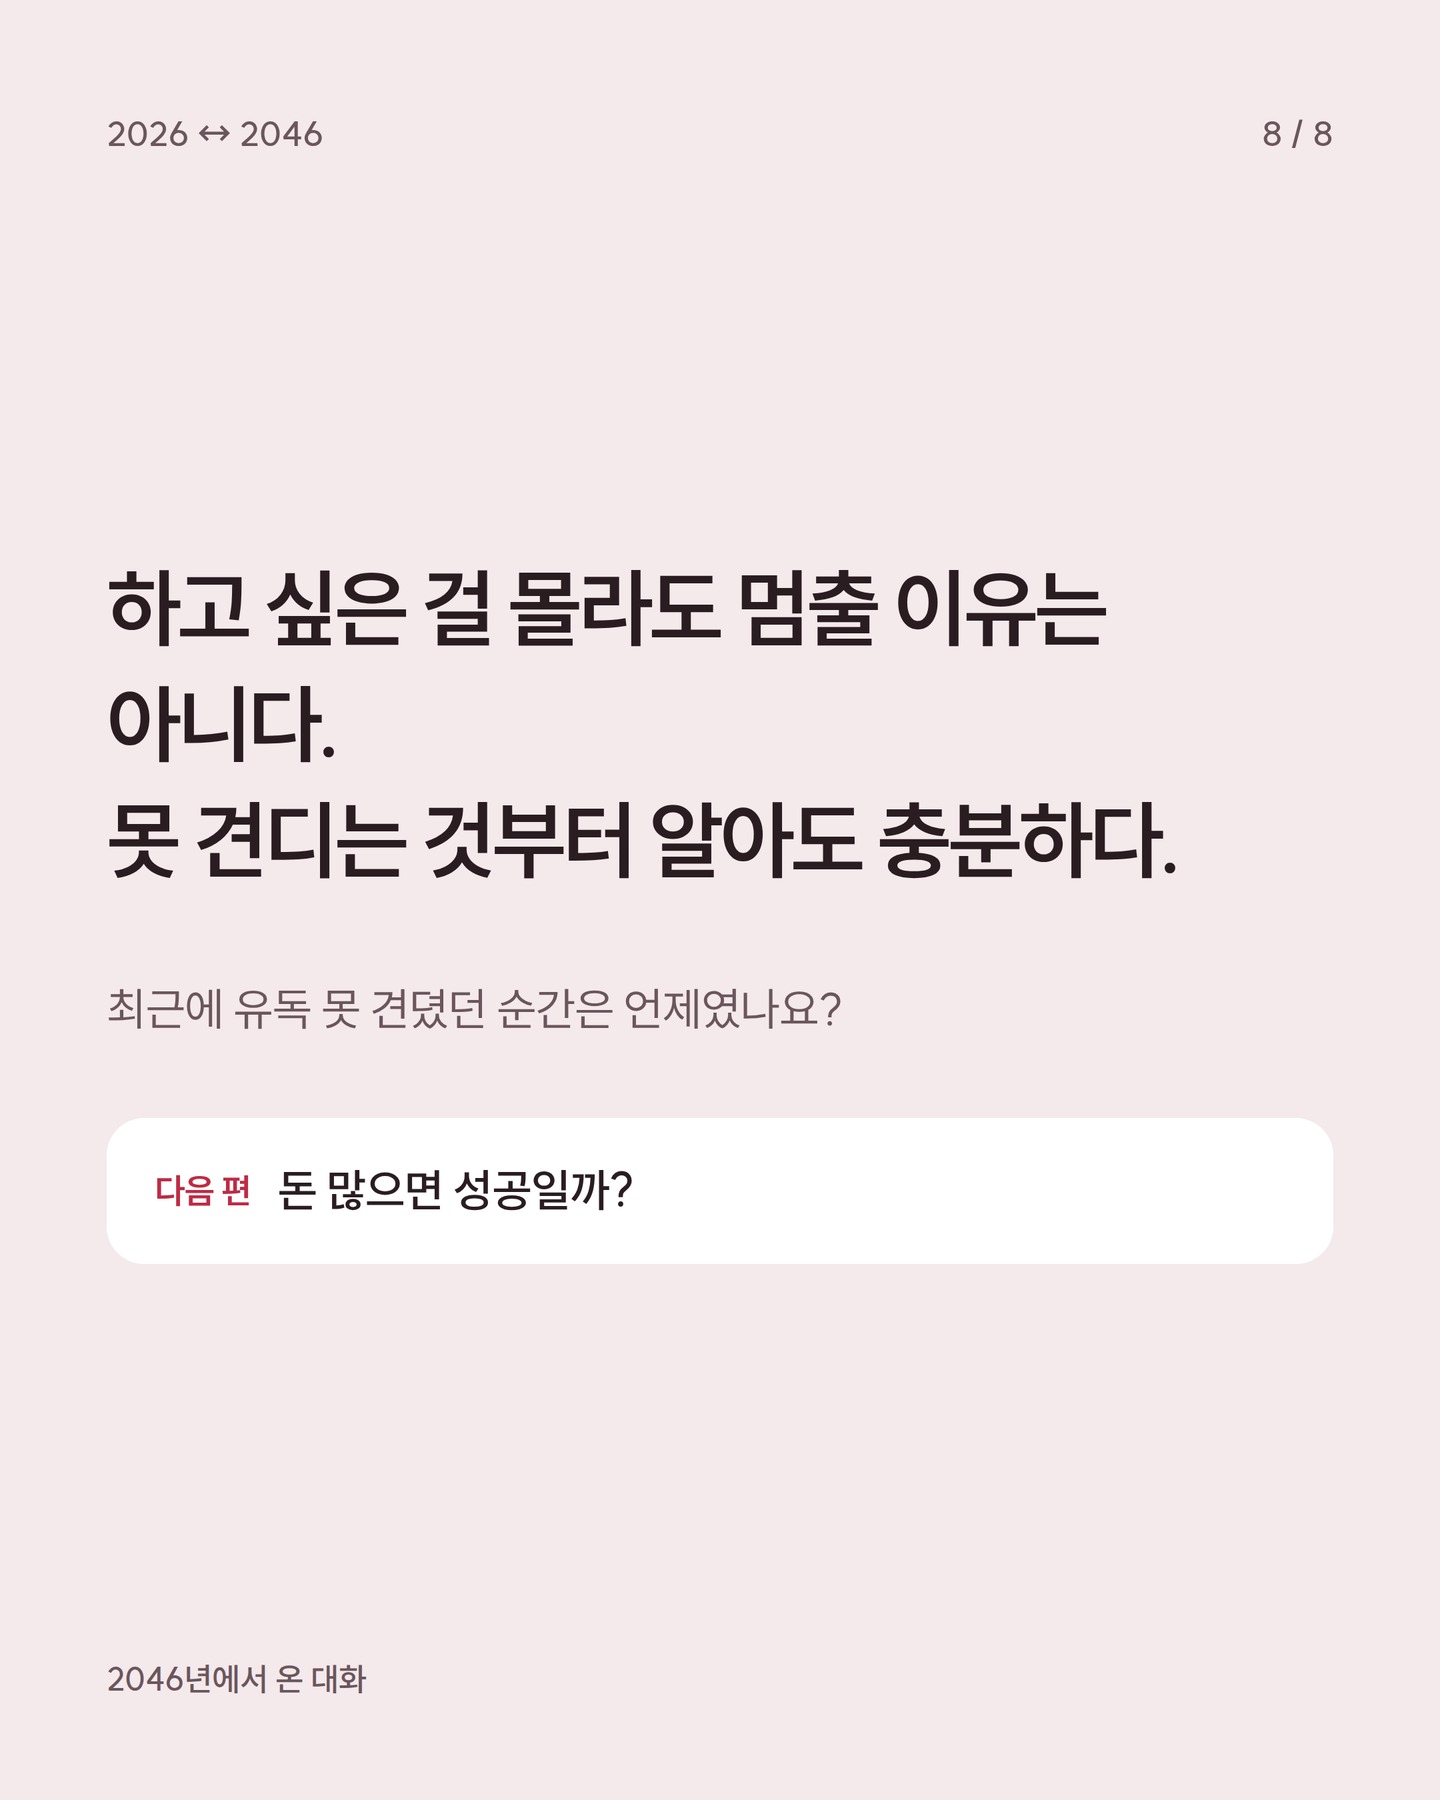 2026 ↔ 2046
8 / 8
하고 싶은 걸 몰라도 멈출 이유는
아니다.
못 견디는 것부터 알아도 충분하다.
최근에 유독 못 견뎠던 순간은 언제였나요?
다음 편 돈 많으면 성공일까?
2046년에서 온 대화